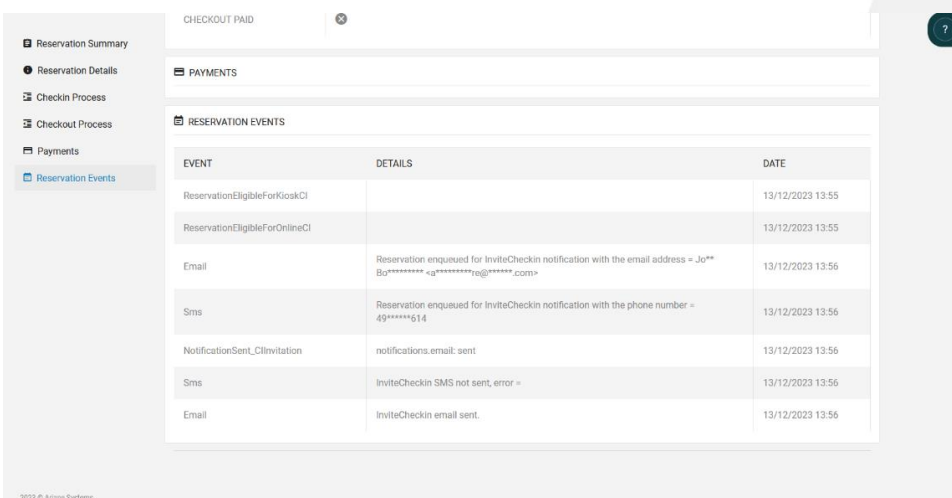 CHECKOUT PAID
?
Reservation Summary
Reservation Details
Checkin Process
Checkout Process
Payments
Reservation Events
PAYMENTS
RESERVATION EVENTS
EVENT DETAILS DATE
ReservationEligibleForKioskCI 13/12/2023 13:55
ReservationEligibleForOnlineCI 13/12/2023 13:55
Email Reservation enqueued for InviteCheckin notification with the email address = Jo**
Bo********* <a*********re@******.com> 13/12/2023 13:56
Sms Reservation enqueued for InviteCheckin notification with the phone number =
49******614 13/12/2023 13:56
NotificationSent_CIInvitation notifications.email: sent 13/12/2023 13:56
Sms InviteCheckin SMS not sent, error = 13/12/2023 13:56
Email InviteCheckin email sent. 13/12/2023 13:56